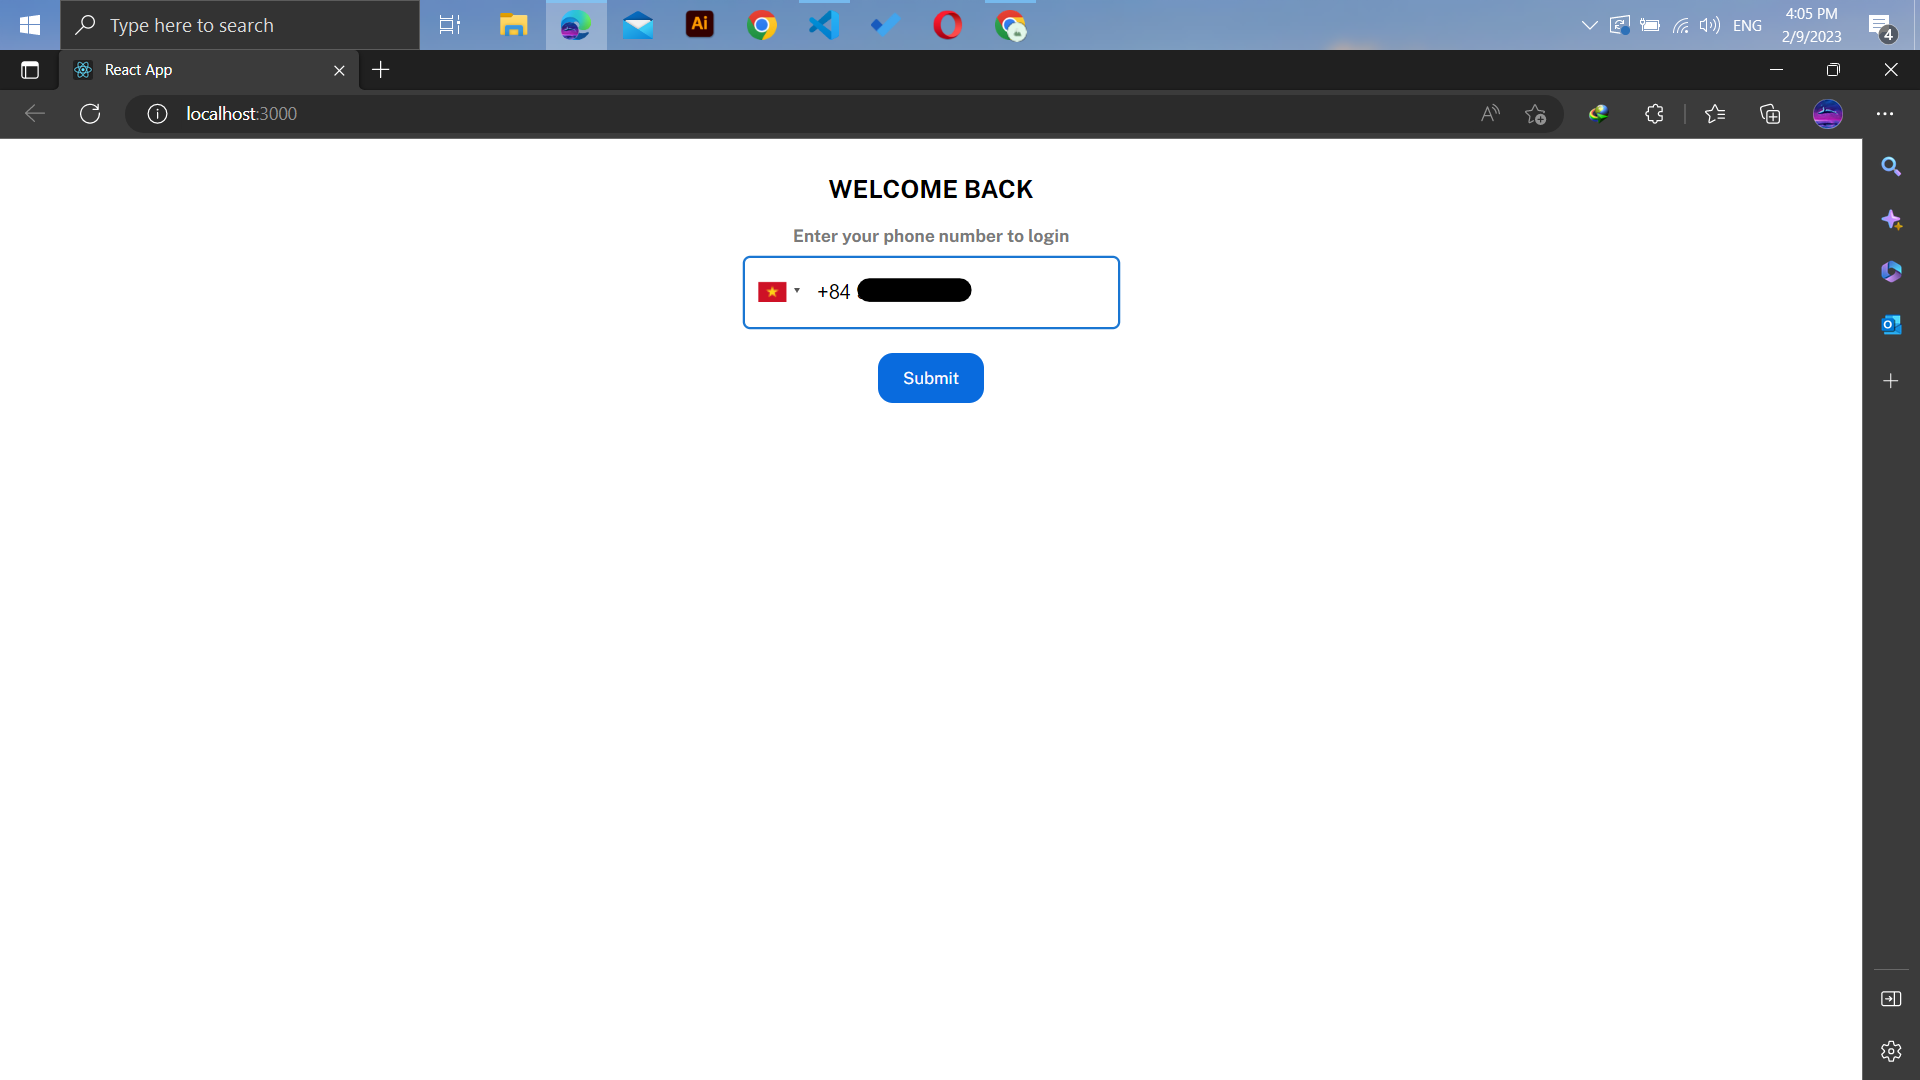 Type here to search
Ai
ENG
4:05 PM
2/9/2023
4
React App
localhost:3000
WELCOME BACK
Enter your phone number to login
+84
Submit